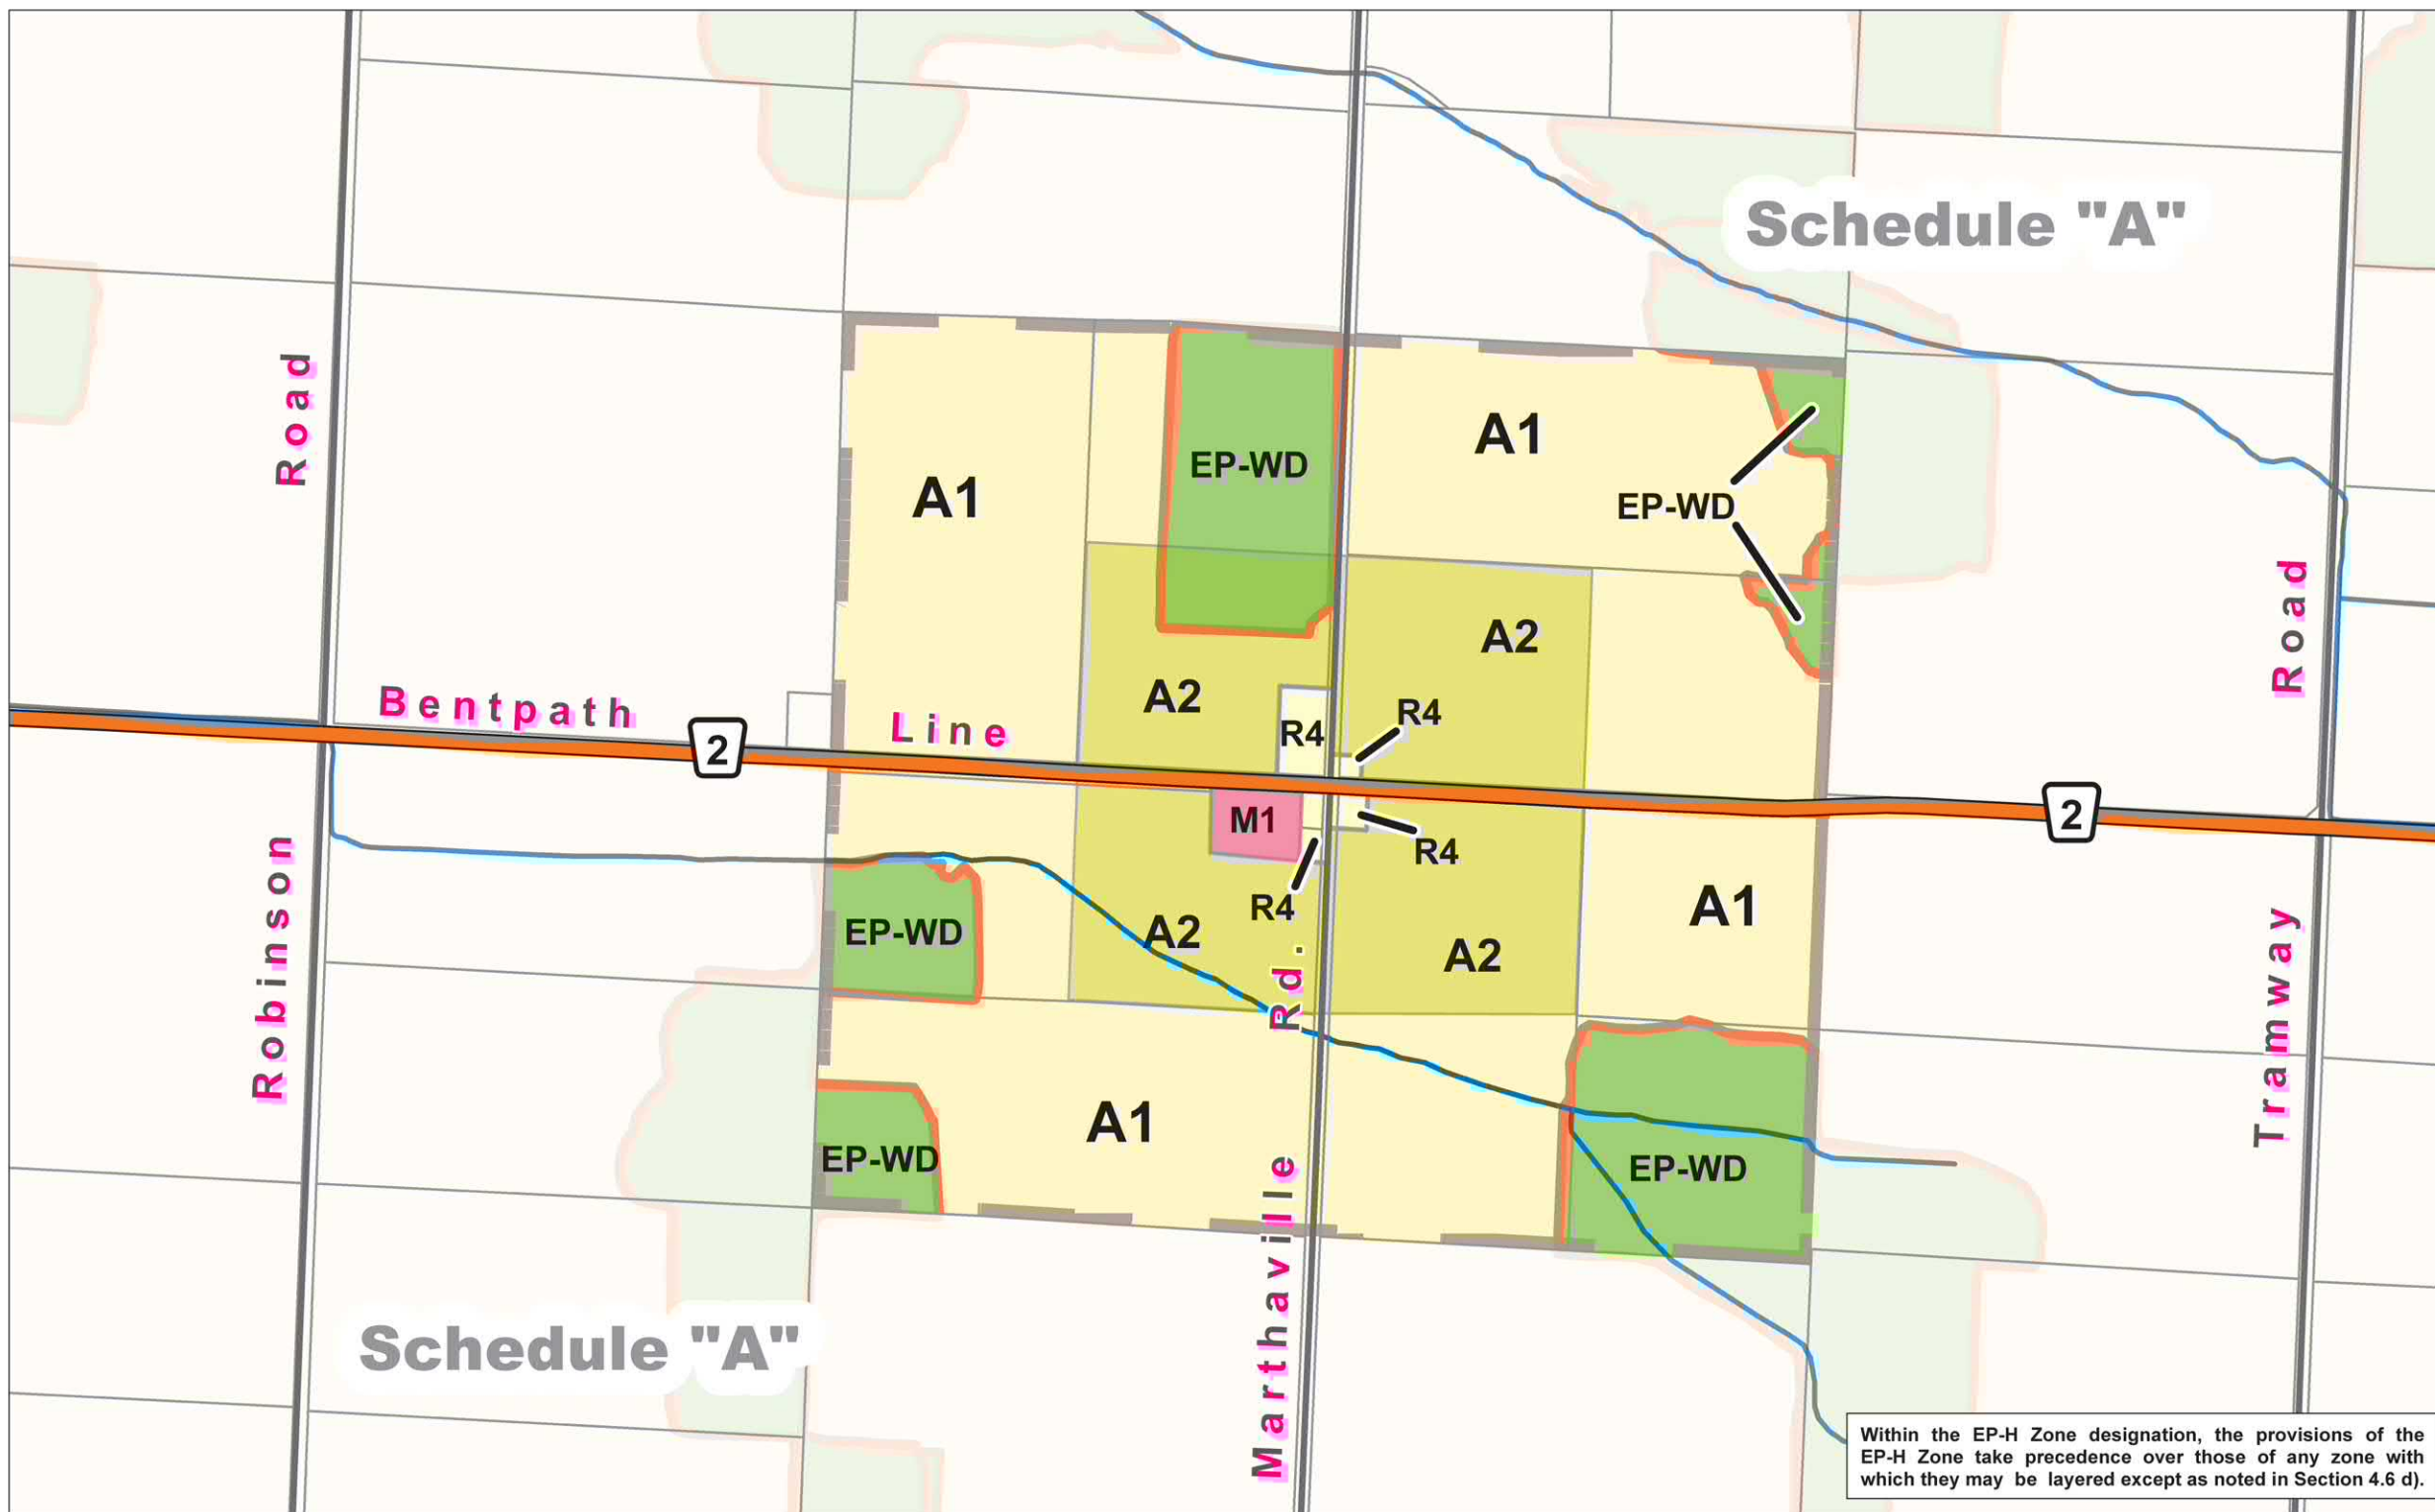 Schedule "A"
Road
A1
EP-WD
A1
EP-WD
Road
A2
A2
Bentpath Line
R4
R4
2
2
M1
R4
R4
A1
EP-WD
A2
A2
Robinson
Tramway
Marthaville Rd.
A1
EP-WD
EP-WD
Schedule "A"
Within the EP-H Zone designation, the provisions of the
EP-H Zone take precedence over those of any zone with
which they may be layered except as noted in Section 4.6 d).